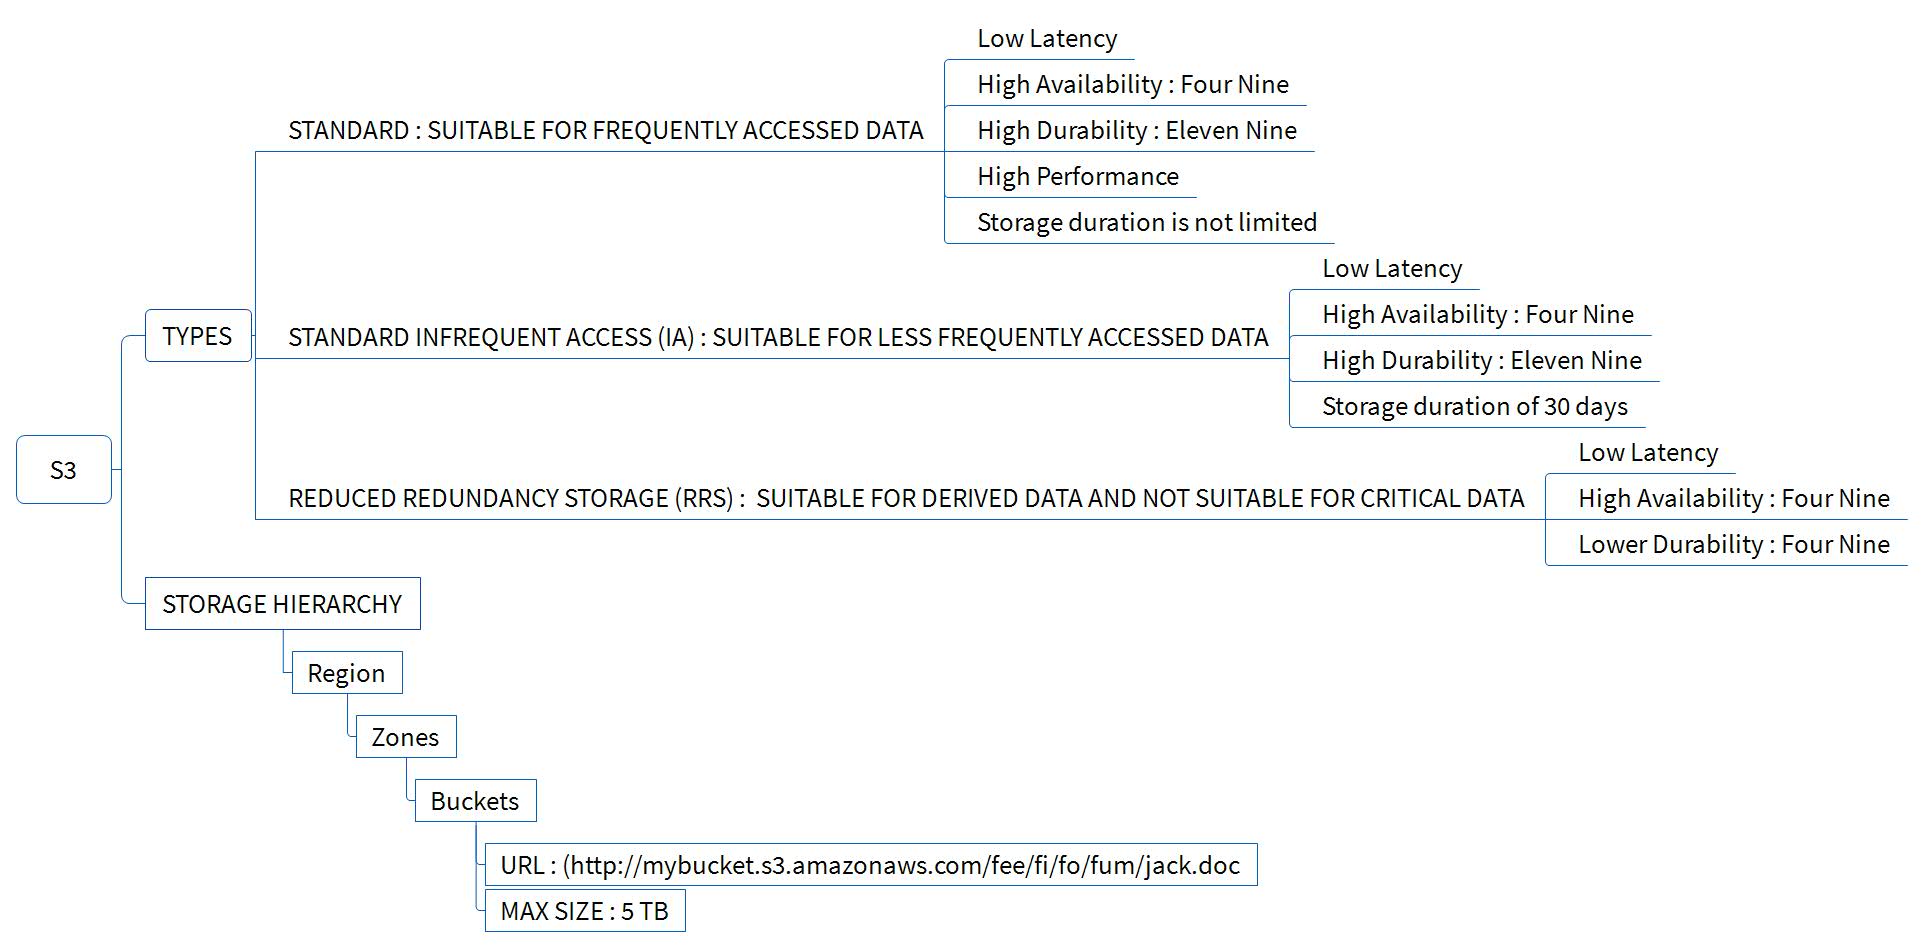 S3
TYPES
STANDARD : SUITABLE FOR FREQUENTLY ACCESSED DATA
Low Latency
High Availability : Four Nine
High Durability : Eleven Nine
High Performance
Storage duration is not limited
STANDARD INFREQUENT ACCESS (IA) : SUITABLE FOR LESS FREQUENTLY ACCESSED DATA
Low Latency
High Availability : Four Nine
High Durability : Eleven Nine
Storage duration of 30 days
REDUCED REDUNDANCY STORAGE (RRS) :  SUITABLE FOR DERIVED DATA AND NOT SUITABLE FOR CRITICAL DATA
Low Latency
High Availability : Four Nine
Lower Durability : Four Nine
STORAGE HIERARCHY
Region
Zones
Buckets
URL : (http://mybucket.s3.amazonaws.com/fee/fi/fo/fum/jack.doc
MAX SIZE : 5 TB